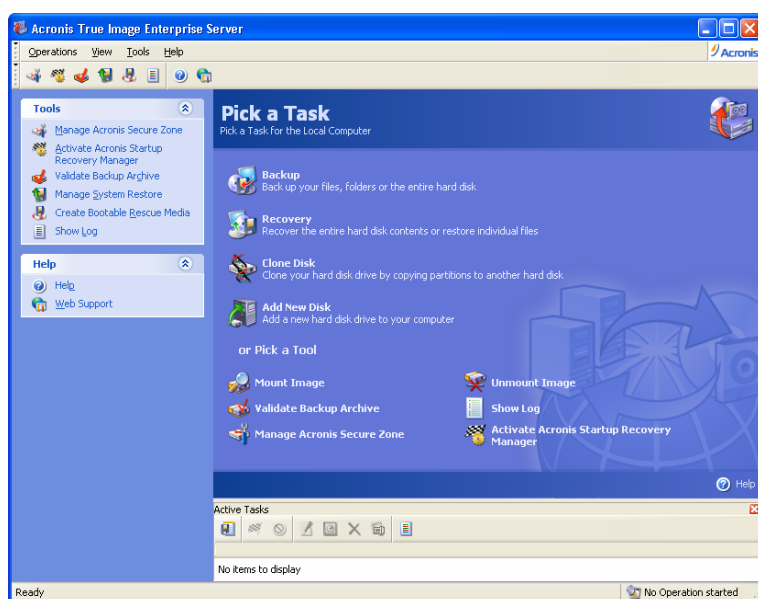 Acronis True Image Enterprise Server
Operations View Tools Help
Acronis
Tools
Manage Acronis Secure Zone
Activate Acronis Startup
Recovery Manager
Validate Backup Archive
Manage System Restore
Create Bootable Rescue Media
Show Log
Help
Help
Web Support
Pick a Task
Pick a Task for the Local Computer
Backup
Back up your files, folders or the entire hard disk
Recovery
Recover the entire hard disk contents or restore individual files
Clone Disk
Clone your hard disk drive by copying partitions to another hard disk
Add New Disk
Add a new hard disk drive to your computer
or Pick a Tool
Mount Image
Unmount Image
Validate Backup Archive
Show Log
Manage Acronis Secure Zone
Activate Acronis Startup Recovery
Manager
Help
Active Tasks
No items to display
Ready
No Operation started